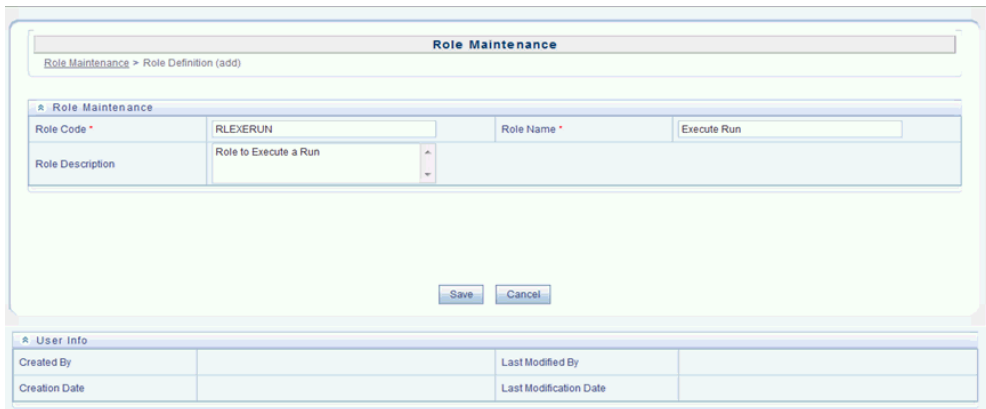 Role Maintenance
Role Maintenance > Role Definition (add)
Role Maintenance
Role Code * RLEXERUN Role Name * Execute Run
Role Description Role to Execute a Run
Save Cancel
User Info
Created By Last Modified By
Creation Date Last Modification Date